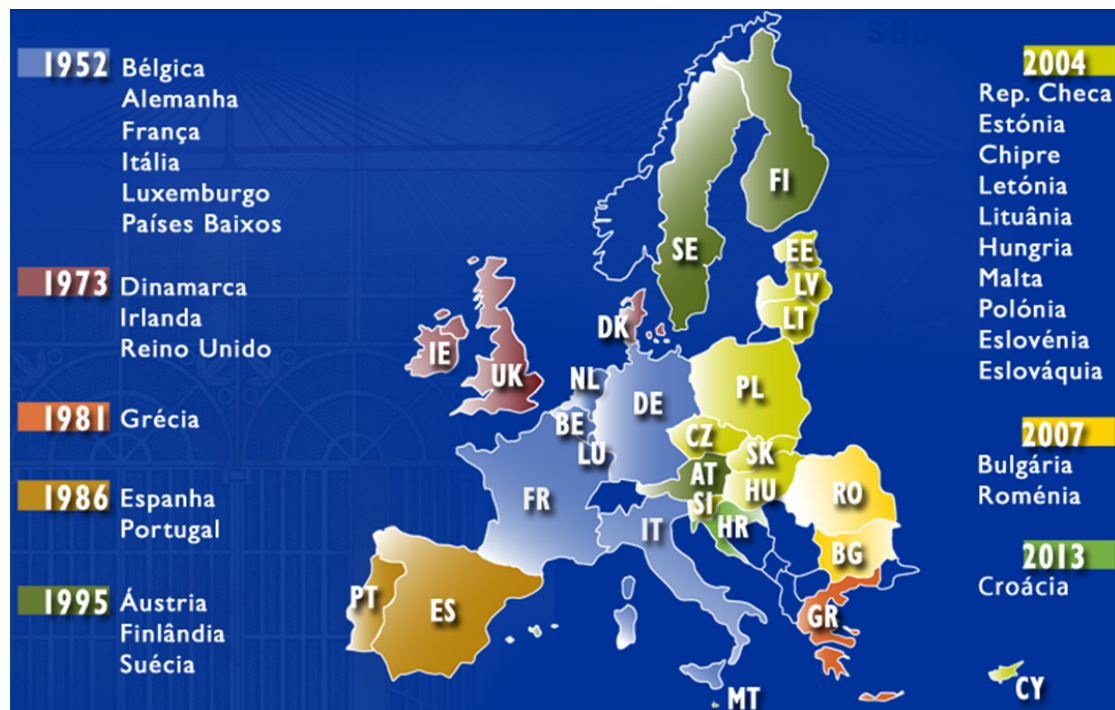 1952
Bélgica
Alemanha
França
Itália
Luxemburgo
Países Baixos
1973
Dinamarca
Irlanda
Reino Unido
1981
Grécia
1986
Espanha
Portugal
1995
Áustria
Finlândia
Suécia
FI
SE
EE
LV
LT
DK
IE
UK
NL
DE
PL
BE
LU
CZ
SK
AT
HU
SI
HR
RO
FR
IT
BG
PT
ES
GR
MT
CY
2004
Rep. Checa
Estónia
Chipre
Letónia
Lituânia
Hungria
Malta
Polónia
Eslovénia
Eslováquia
2007
Bulgária
Roménia
2013
Croácia